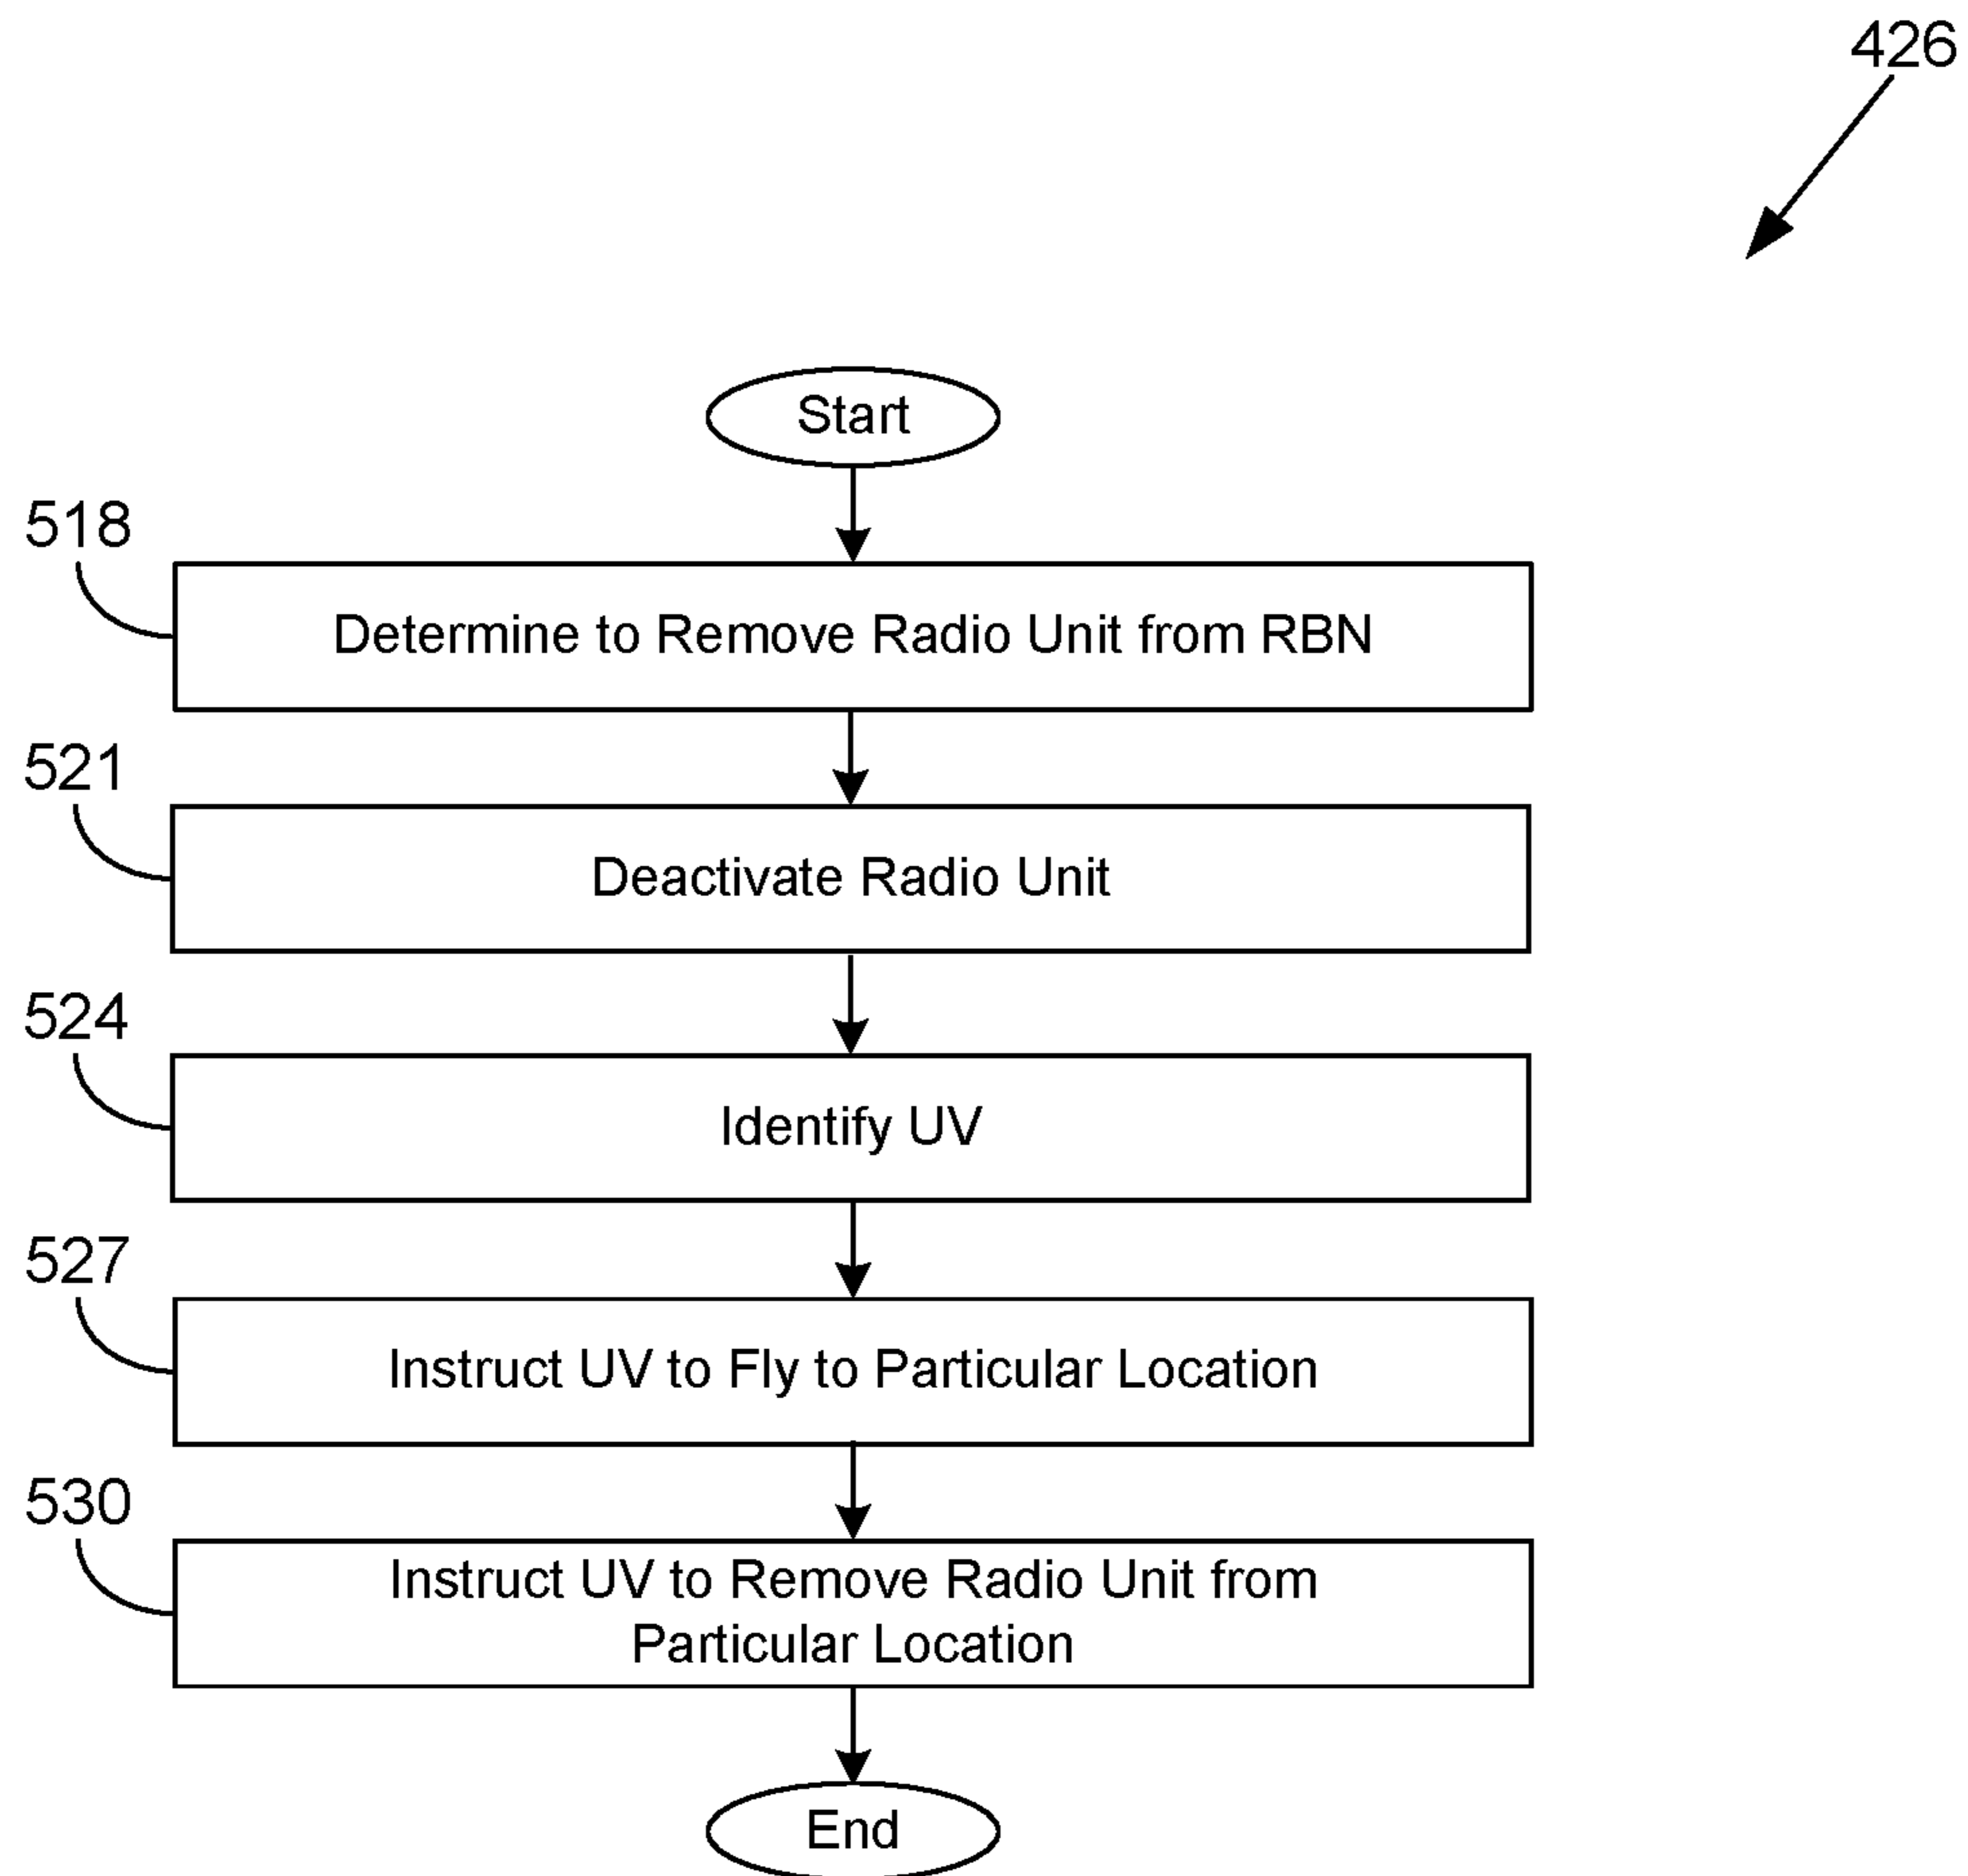 426
Start
518
Determine to Remove Radio Unit from RBN
521
Deactivate Radio Unit
524
Identify UV
527
Instruct UV to Fly to Particular Location
530
Instruct UV to Remove Radio Unit from
Particular Location
End